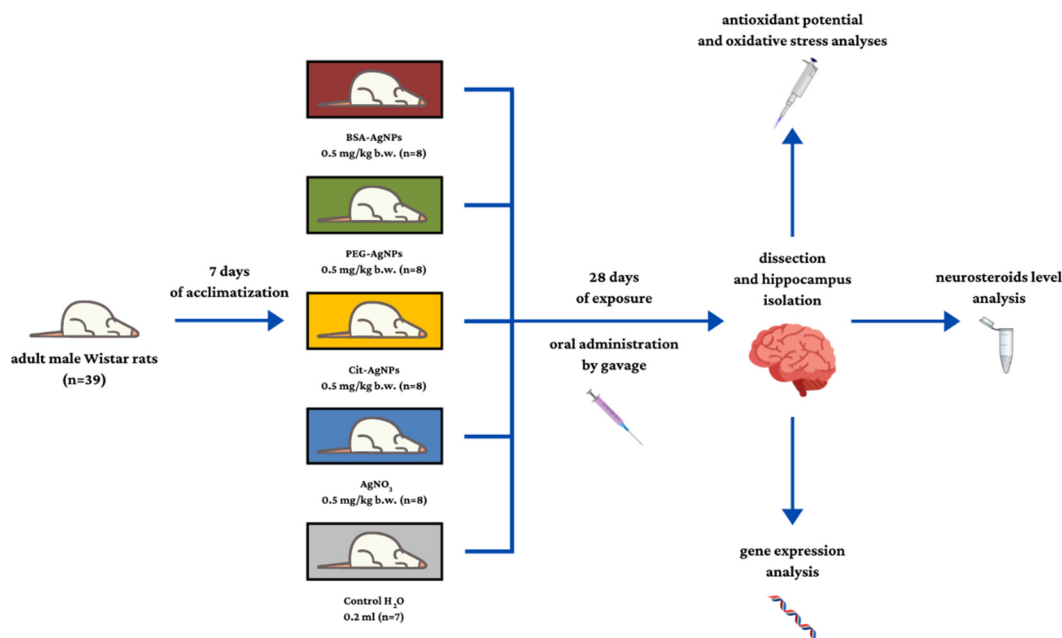 adult male Wistar rats
(n=39)
7 days
of acclimatization
BSA-AgNPs
0.5 mg/kg b.w. (n=8)
PEG-AgNPs
0.5 mg/kg b.w. (n=8)
Cit-AgNPs
0.5 mg/kg b.w. (n=8)
AgNO₃
0.5 mg/kg b.w. (n=8)
Control H₂O
0.2 ml (n=7)
28 days
of exposure
oral administration
by gavage
dissection
and hippocampus
isolation
antioxidant potential
and oxidative stress analyses
neurosteroids level
analysis
gene expression
analysis